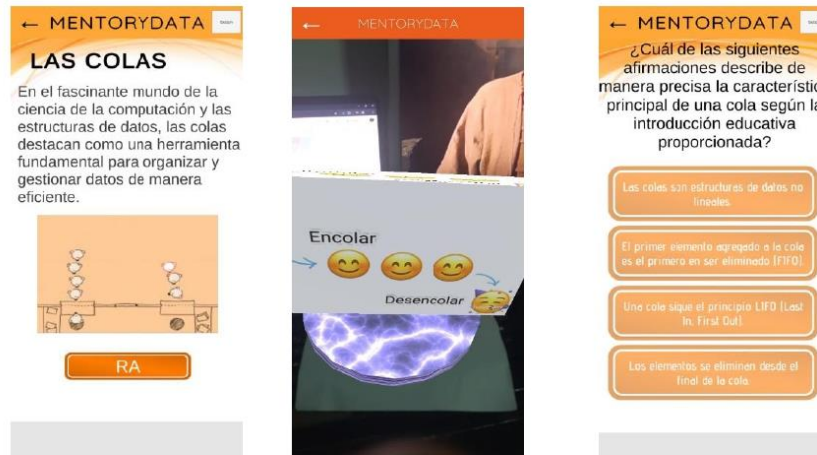 ← MENTORYDATA
LAS COLAS
En el fascinante mundo de la
ciencia de la computación y las
estructuras de datos, las colas
destacan como una herramienta
fundamental para organizar y
gestionar datos de manera
eficiente.
RA
← MENTORYDATA
Encolar
Desencolar
← MENTORYDATA
¿Cuál de las siguientes
afirmaciones describe de
manera precisa la característic
principal de una cola según la
introducción educativa
proporcionada?
Las colas son estructuras de datos no
lineales.
El primer elemento agregado a la cola
es el primero en ser eliminado (FIFO).
Una cola sigue el principio LIFO (Last
In, First Out).
Los elementos se eliminan desde el
final de la cola.